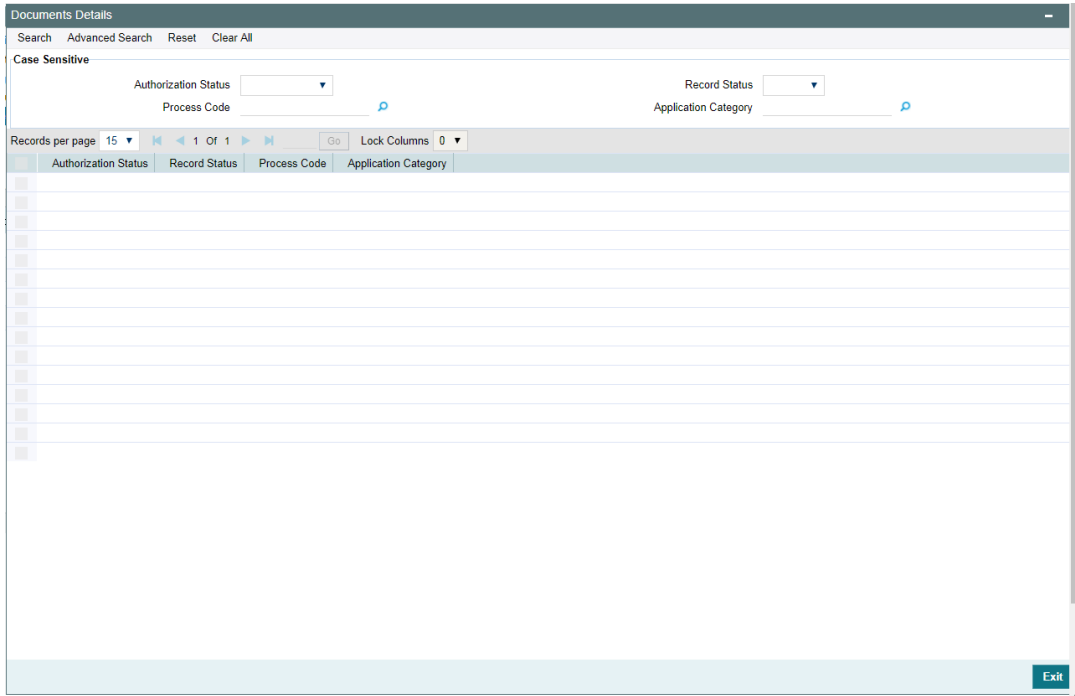 Documents Details
Search Advanced Search Reset Clear All
Case Sensitive
Authorization Status Record Status
Process Code Application Category
Records per page 15 1 Of 1 Go Lock Columns 0
Authorization Status Record Status Process Code Application Category
Exit